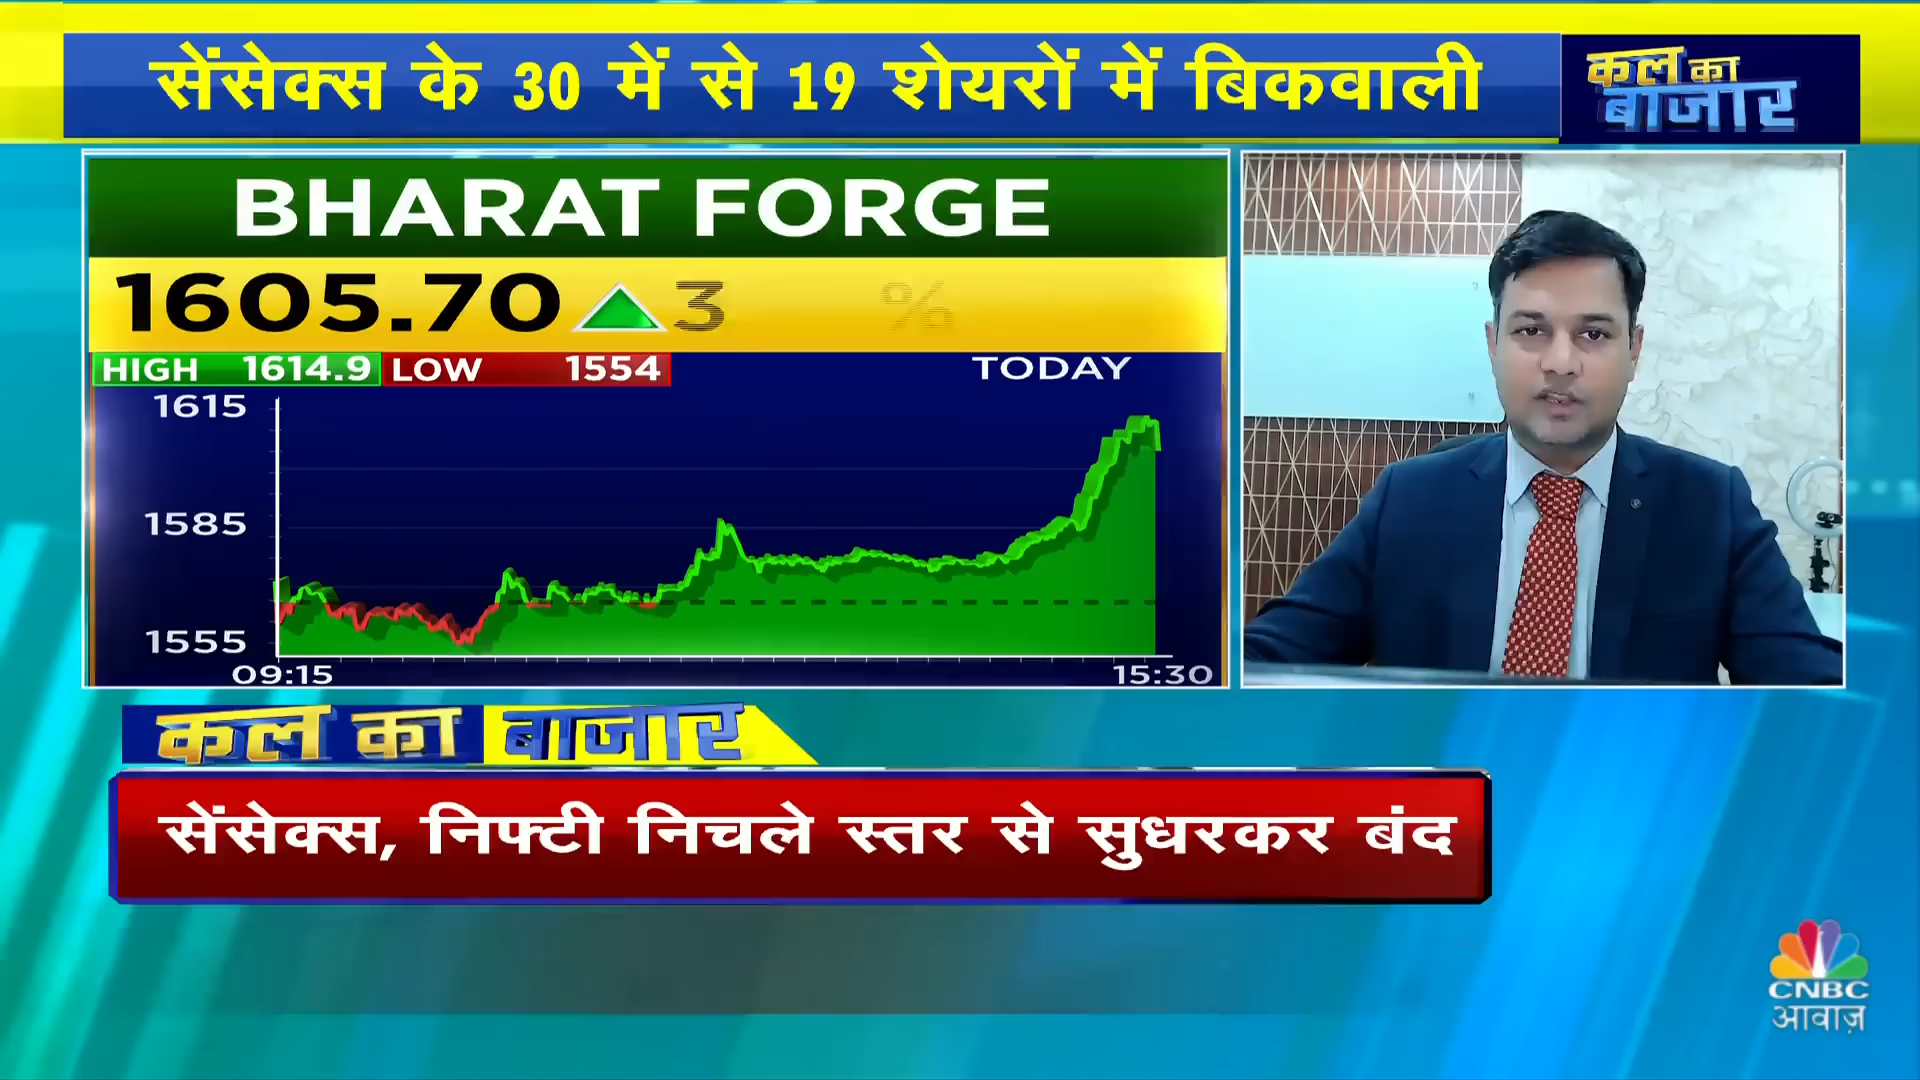 सेंसेक्स के 30 में से 19 शेयरों में बिकवाली
कल का
बाजार
BHARAT FORGE
1605.70 3 %
HIGH 1614.9 LOW 1554 TODAY
1615
1585
1555
09:15 15:30
कल का बाजार
सेंसेक्स, निफ्टी निचले स्तर से सुधरकर बंद
CNBC
आवाज़